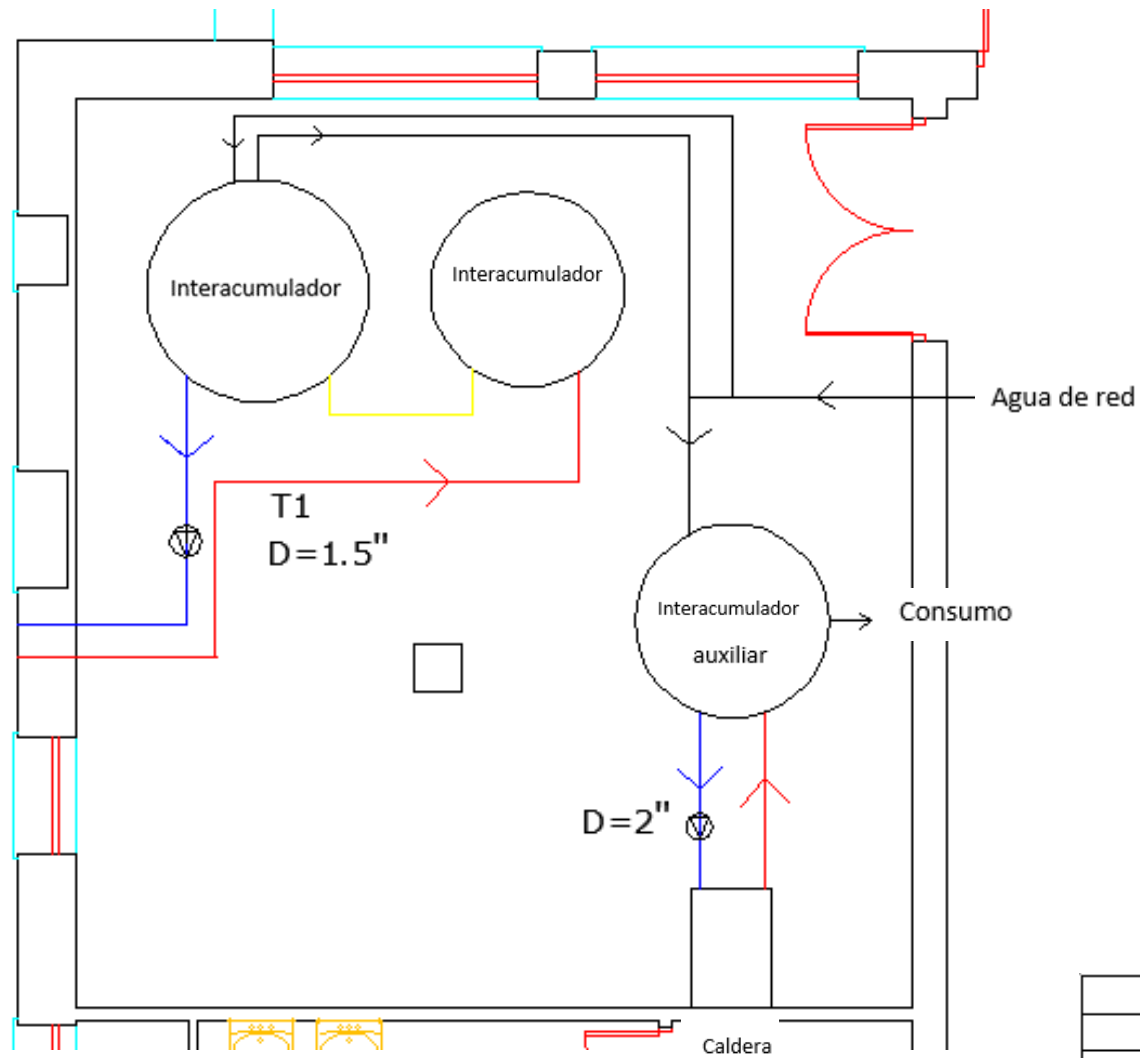 Interacumulador
Interacumulador
Agua de red
T1
D=1.5"
Interacumulador
auxiliar
Consumo
D=2"
Caldera